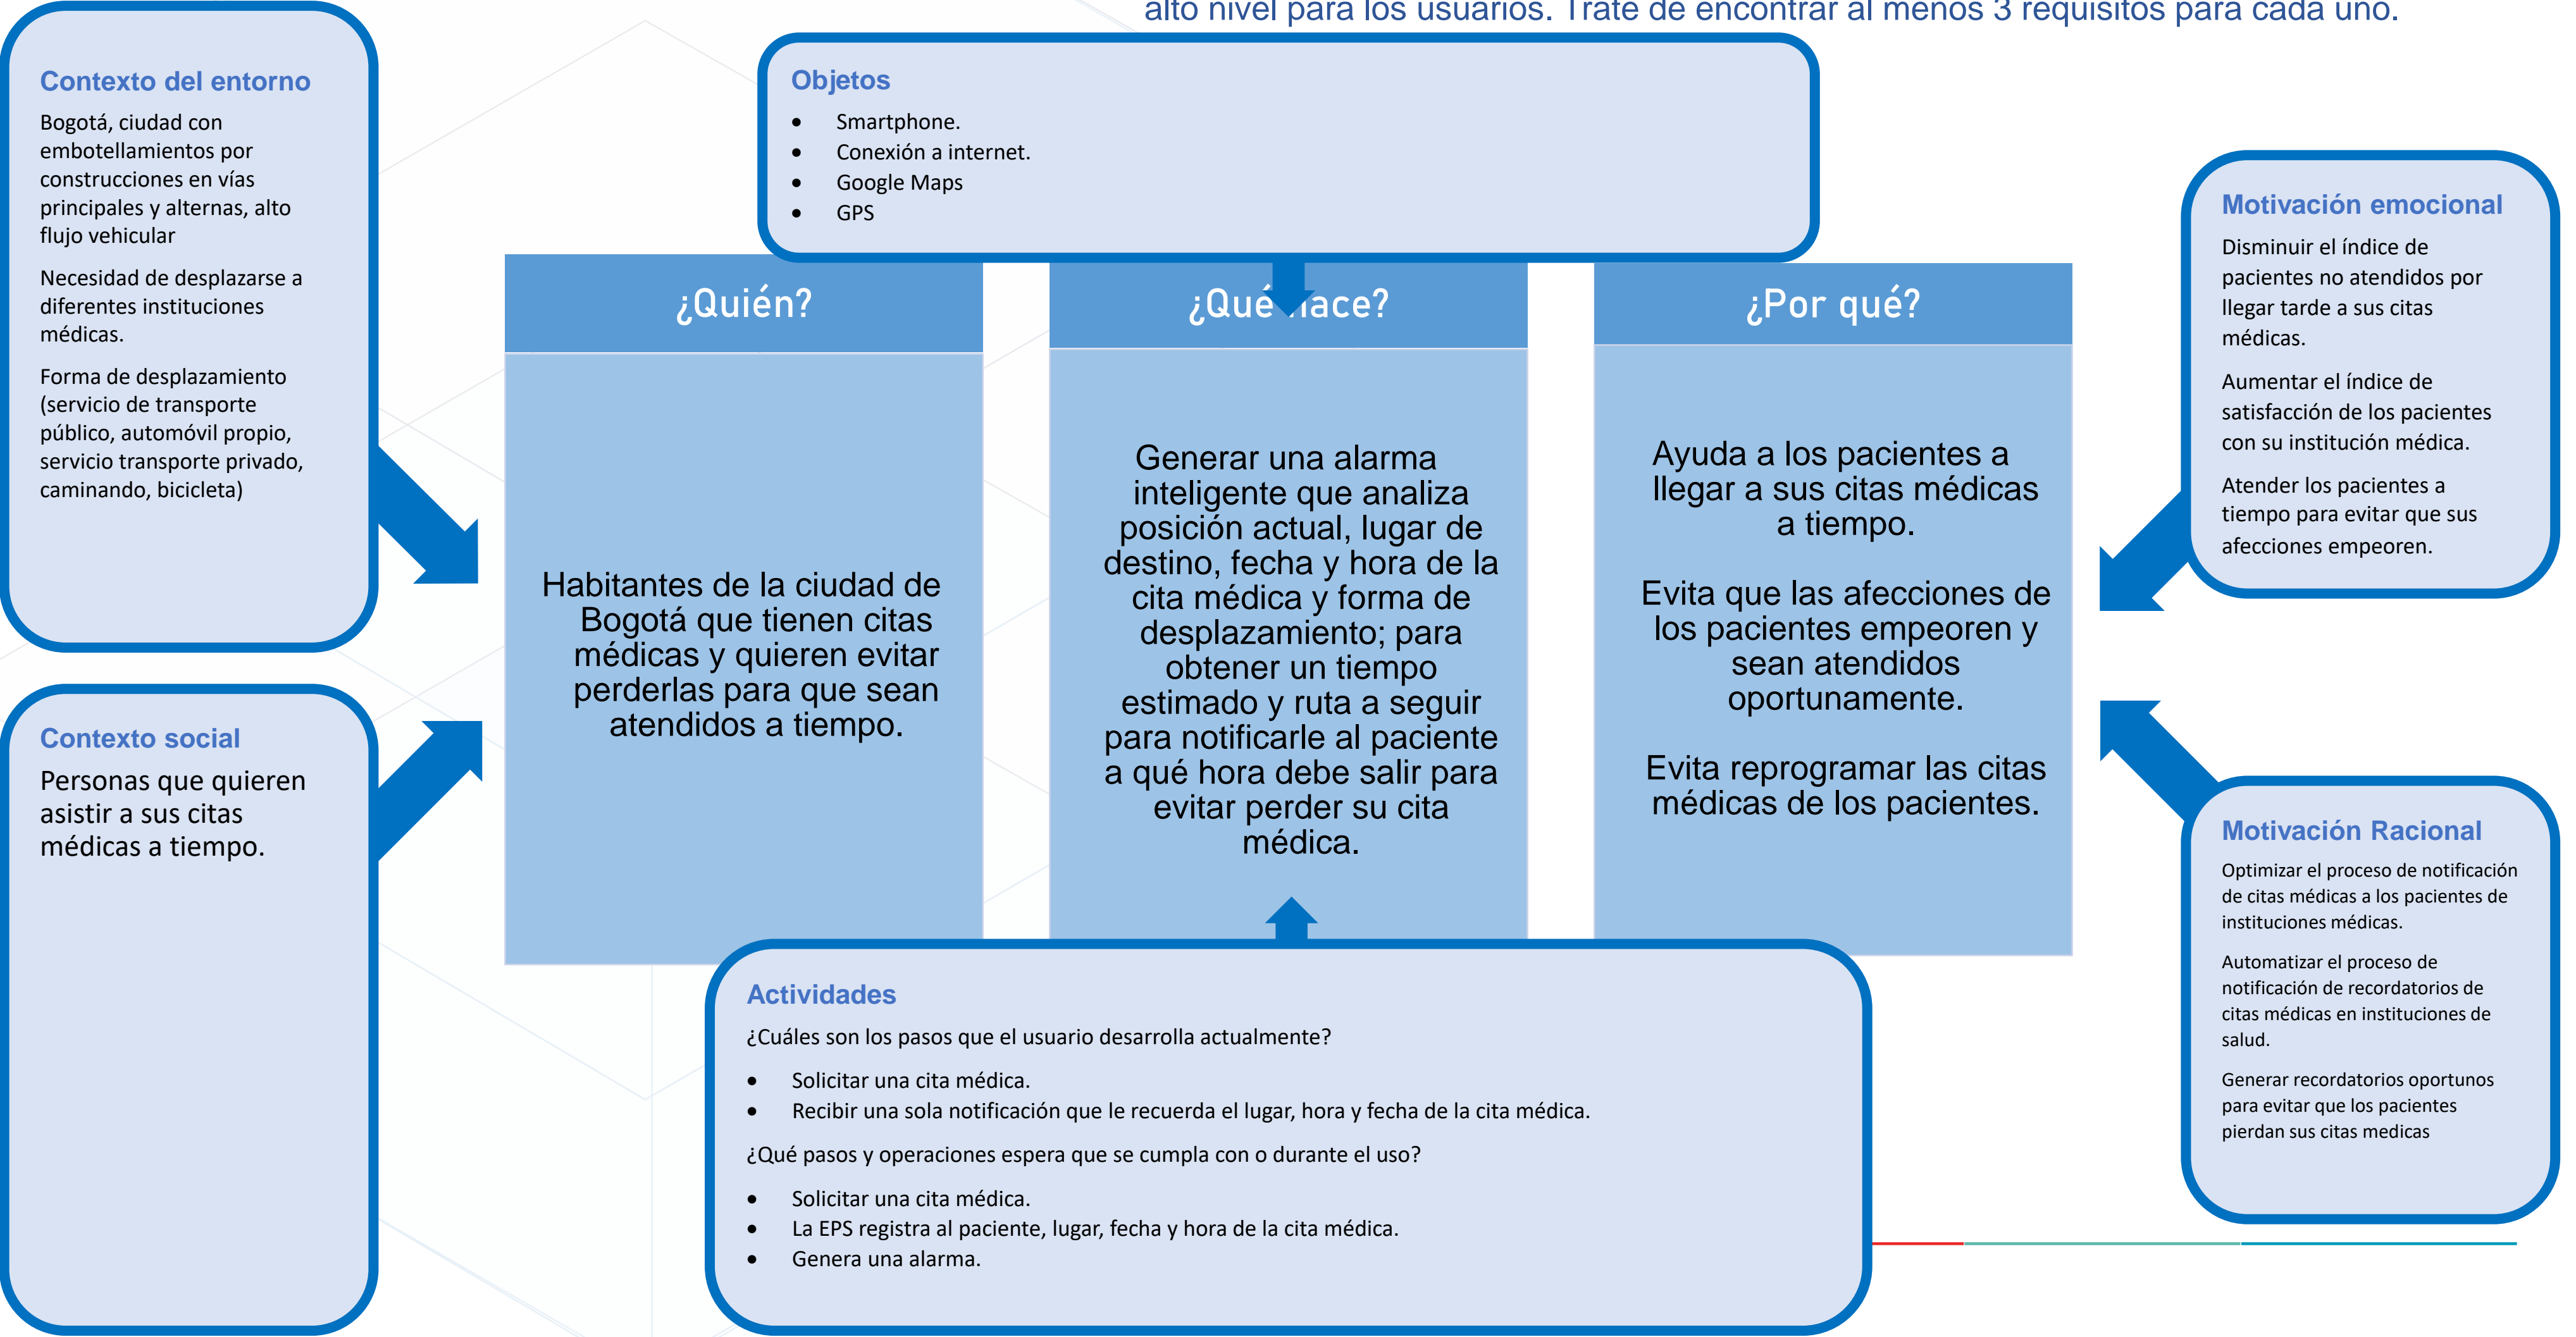 alto nivel para los usuarios. Trate de encontrar al menos 3 requisitos para cada uno.
Contexto del entorno
Bogotá, ciudad con
embotellamientos por
construcciones en vías
principales y alternas, alto
flujo vehicular
Necesidad de desplazarse a
diferentes instituciones
médicas.
Forma de desplazamiento
(servicio de transporte
público, automóvil propio,
servicio transporte privado,
caminando, bicicleta)
Contexto social
Personas que quieren
asistir a sus citas
médicas a tiempo.
Objetos
• Smartphone.
• Conexión a internet.
• Google Maps
• GPS
¿Quién?
Habitantes de la ciudad de
Bogotá que tienen citas
médicas y quieren evitar
perderlas para que sean
atendidos a tiempo.
¿Qué hace?
Generar una alarma
inteligente que analiza
posición actual, lugar de
destino, fecha y hora de la
cita médica y forma de
desplazamiento; para
obtener un tiempo
estimado y ruta a seguir
para notificarle al paciente
a qué hora debe salir para
evitar perder su cita
médica.
¿Por qué?
Ayuda a los pacientes a
llegar a sus citas médicas
a tiempo.
Evita que las afecciones de
los pacientes empeoren y
sean atendidos
oportunamente.
Evita reprogramar las citas
médicas de los pacientes.
Actividades
¿Cuáles son los pasos que el usuario desarrolla actualmente?
• Solicitar una cita médica.
• Recibir una sola notificación que le recuerda el lugar, hora y fecha de la cita médica.
¿Qué pasos y operaciones espera que se cumpla con o durante el uso?
• Solicitar una cita médica.
• La EPS registra al paciente, lugar, fecha y hora de la cita médica.
• Genera una alarma.
Motivación emocional
Disminuir el índice de
pacientes no atendidos por
llegar tarde a sus citas
médicas.
Aumentar el índice de
satisfacción de los pacientes
con su institución médica.
Atender los pacientes a
tiempo para evitar que sus
afecciones empeoren.
Motivación Racional
Optimizar el proceso de notificación
de citas médicas a los pacientes de
instituciones médicas.
Automatizar el proceso de
notificación de recordatorios de
citas médicas en instituciones de
salud.
Generar recordatorios oportunos
para evitar que los pacientes
pierdan sus citas medicas